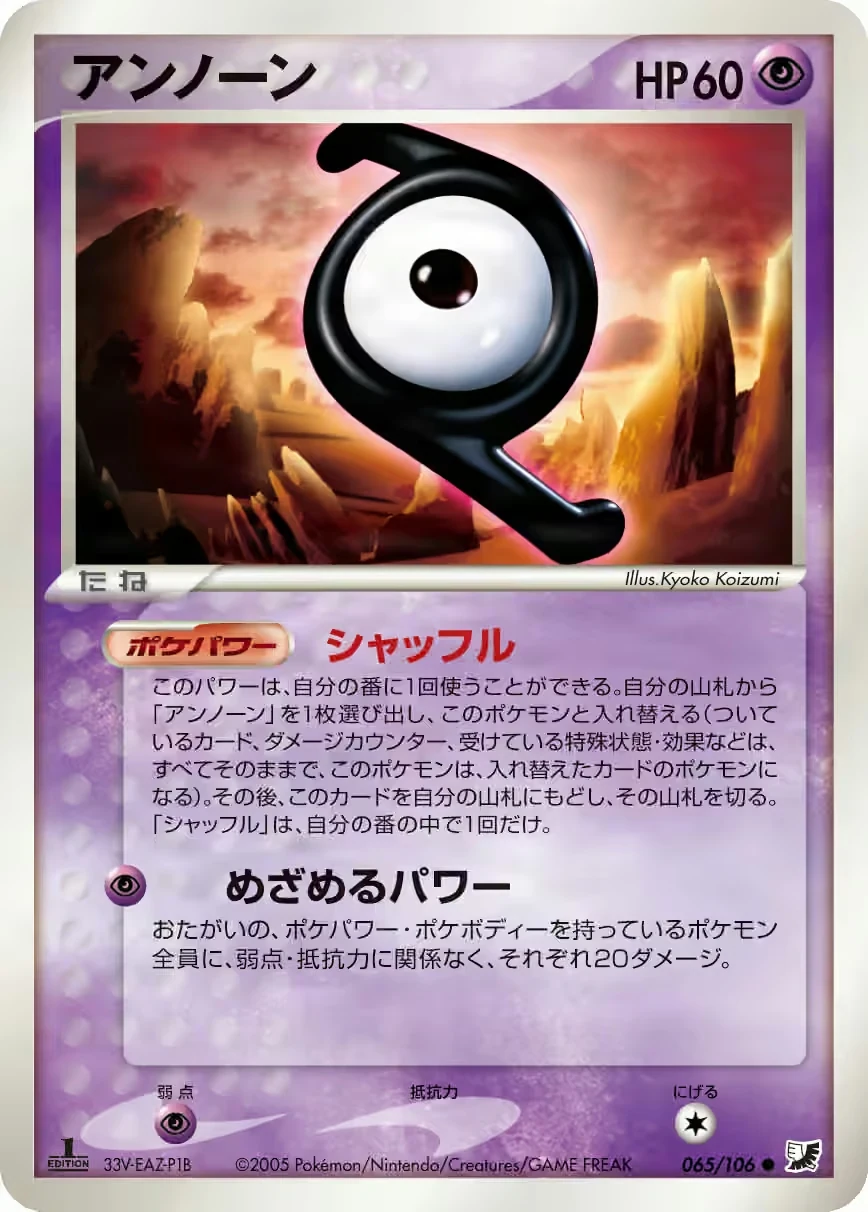 アンノーン
HP60
たね
Illus.Kyoko Koizumi
ポケパワー シャッフル
このパワーは、自分の番に1回使うことができる。自分の山札から
「アンノーン」を1枚選び出し、このポケモンと入れ替える(ついて
いるカード、ダメージカウンター、受けている特殊状態・効果などは、
すべてそのままで、このポケモンは、入れ替えたカードのポケモンに
なる)。その後、このカードを自分の山札にもどし、その山札を切る。
「シャッフル」は、自分の番の中で1回だけ。
めざめるパワー
おたがいの、ポケパワー・ポケボディーを持っているポケモン
全員に、弱点・抵抗力に関係なく、それぞれ20ダメージ。
弱点 抵抗力 にげる
1 EDITION 33V-EAZ-P1B ©2005 Pokémon/Nintendo/Creatures/GAME FREAK 065/106 ●